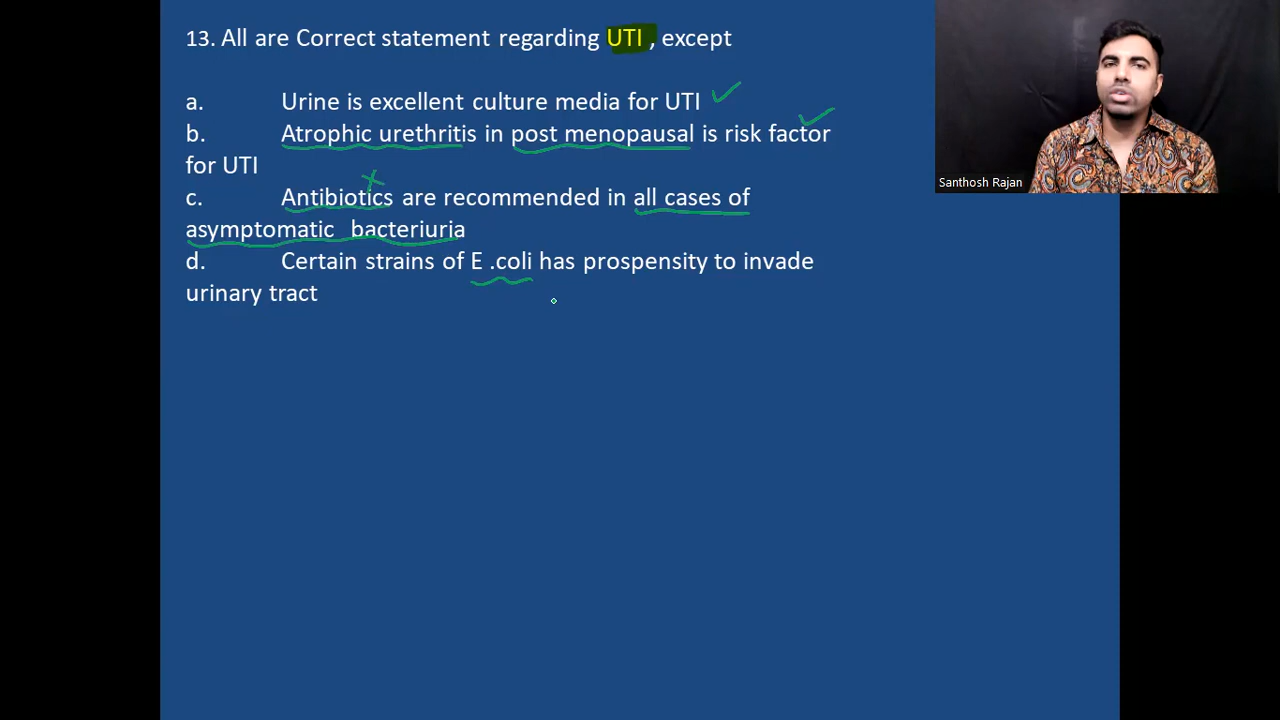 13. All are Correct statement regarding UTI , except
a. Urine is excellent culture media for UTI
b. Atrophic urethritis in post menopausal is risk factor
for UTI
c. Antibiotics are recommended in all cases of
asymptomatic bacteriuria
d. Certain strains of E .coli has prospensity to invade
urinary tract
Santhosh Rajan